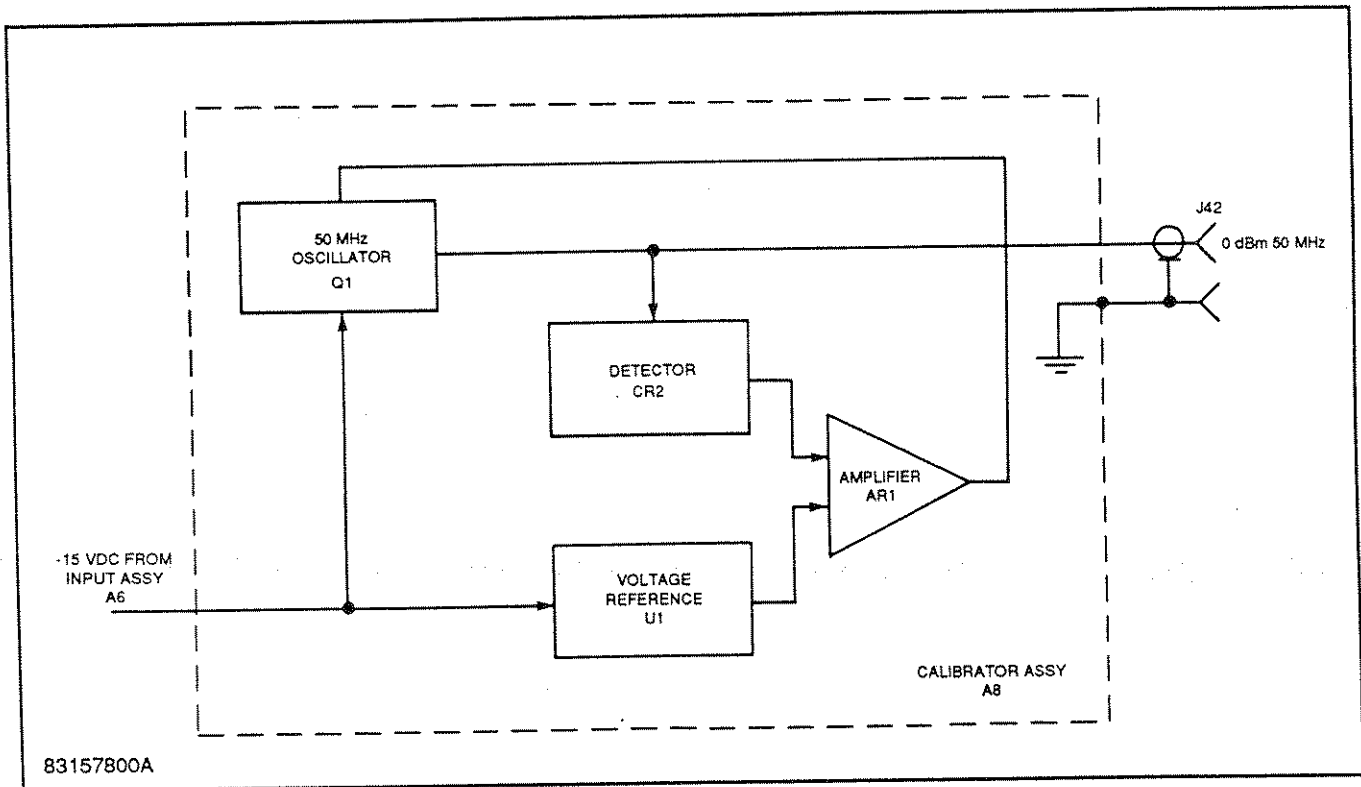 50 MHz
OSCILLATOR
Q1
J42
0 dBm 50 MHz
DETECTOR
CR2
AMPLIFIER
AR1
-15 VDC FROM
INPUT ASSY
A6
VOLTAGE
REFERENCE
U1
CALIBRATOR ASSY
A8
83157800A